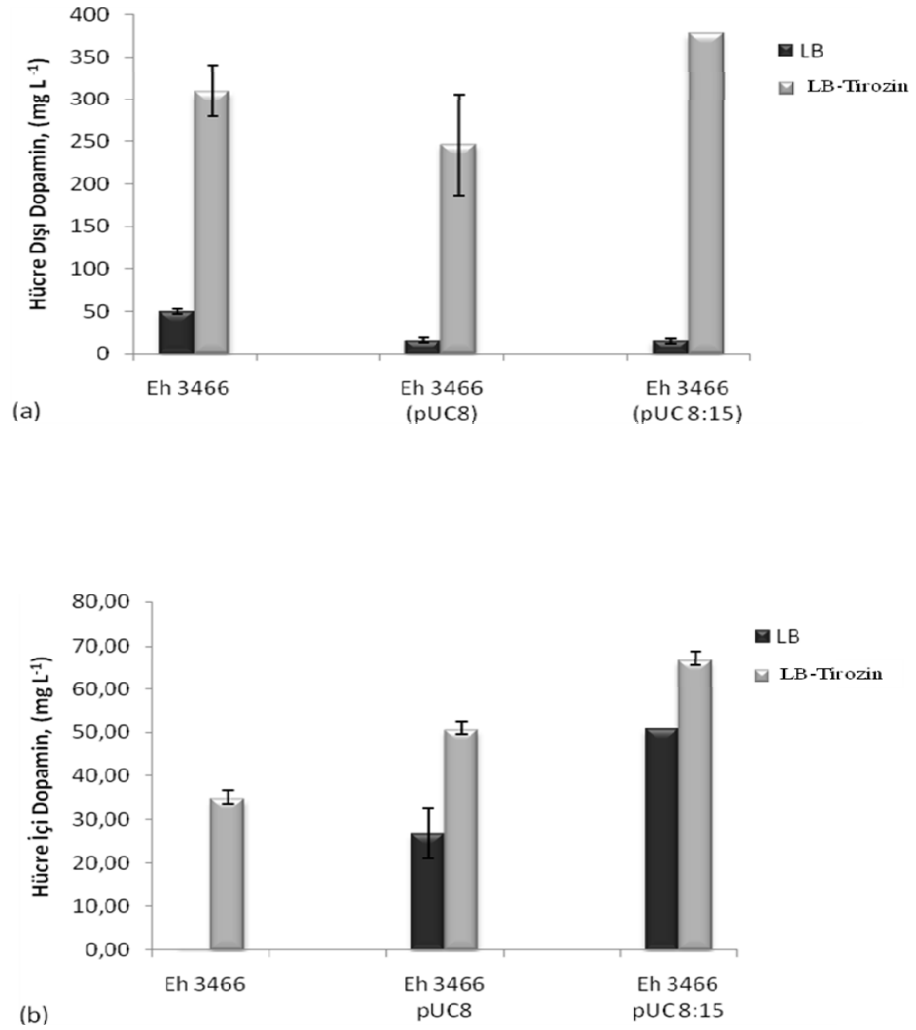 Hücre Dışı Dopamin, (mg L⁻¹)
400
350
300
250
200
150
100
50
0
LB
LB-Tirozin
Eh 3466
Eh 3466
(pUC8)
Eh 3466
(pUC 8:15)
(a)
Hücre İçi Dopamin, (mg L⁻¹)
80,00
70,00
60,00
50,00
40,00
30,00
20,00
10,00
0,00
LB
LB-Tirozin
Eh 3466
Eh 3466
pUC8
Eh 3466
pUC 8:15
(b)